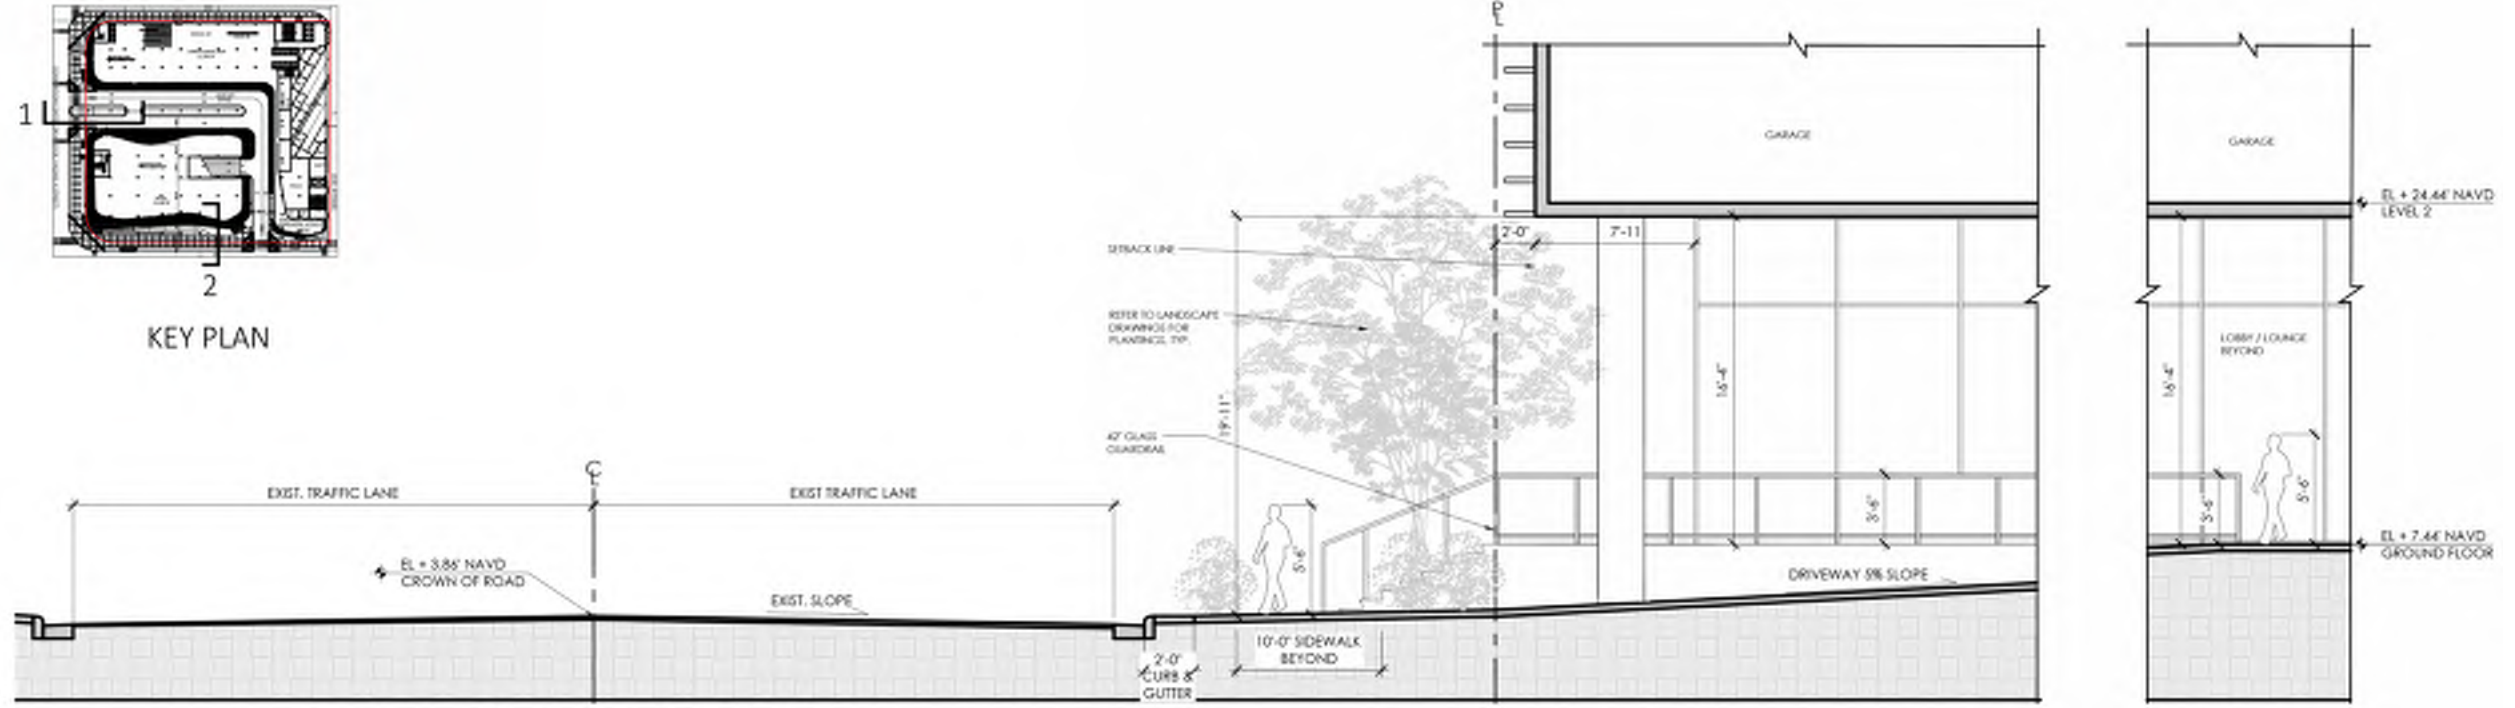 1
2
KEY PLAN
PL
GARAGE
GARAGE
EL + 24.44' NAVD
LEVEL 2
2'-0"
7'-11
SETBACK LINE
REFER TO LANDSCAPE
DRAWINGS FOR
PLANTINGS, TYP.
LOBBY / LOUNGE
BEYOND
19'-11"
16'-4"
16'-4"
42" GLASS
GUARDRAIL
CL
EXIST. TRAFFIC LANE
EXIST TRAFFIC LANE
3'-6"
3'-6"
5'-6"
5'-6"
EL + 7.44' NAVD
GROUND FLOOR
EL + 3.86' NAVD
CROWN OF ROAD
EXIST. SLOPE
DRIVEWAY 5% SLOPE
10'-0" SIDEWALK
BEYOND
2'-0"
CURB &
GUTTER